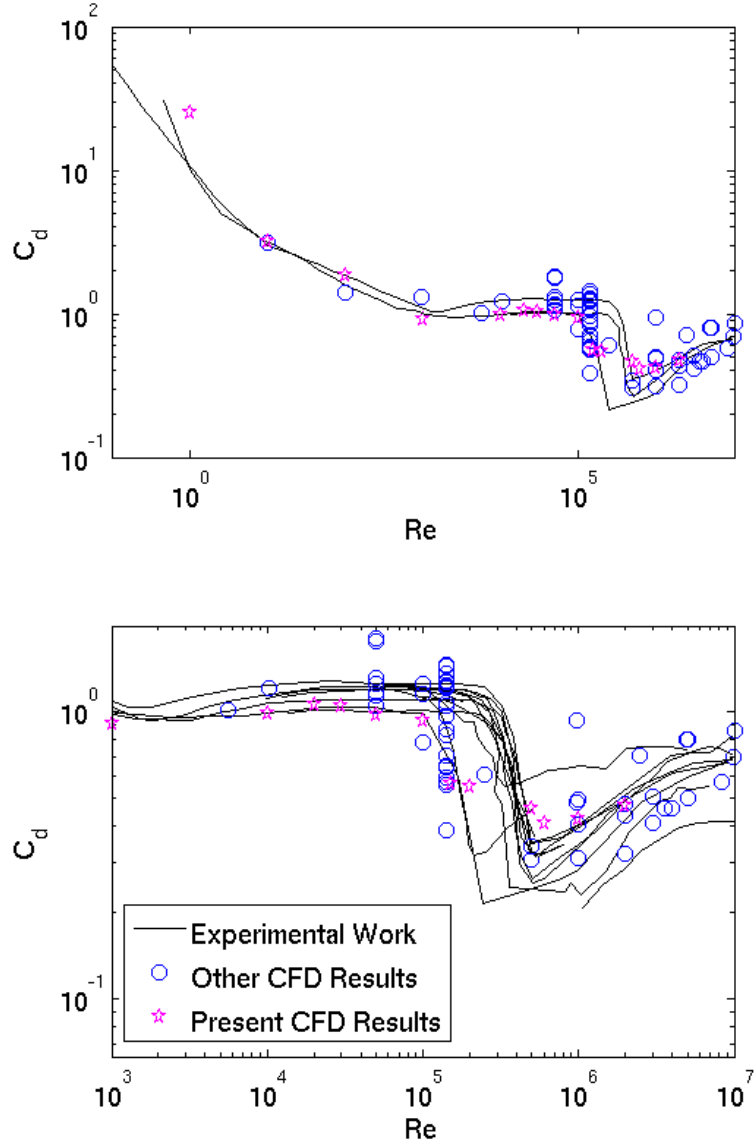 10^2
10^1
C_d
10^0
10^-1
10^0
10^5
Re
10^0
C_d
10^-1
Experimental Work
Other CFD Results
Present CFD Results
10^3
10^4
10^5
10^6
10^7
Re